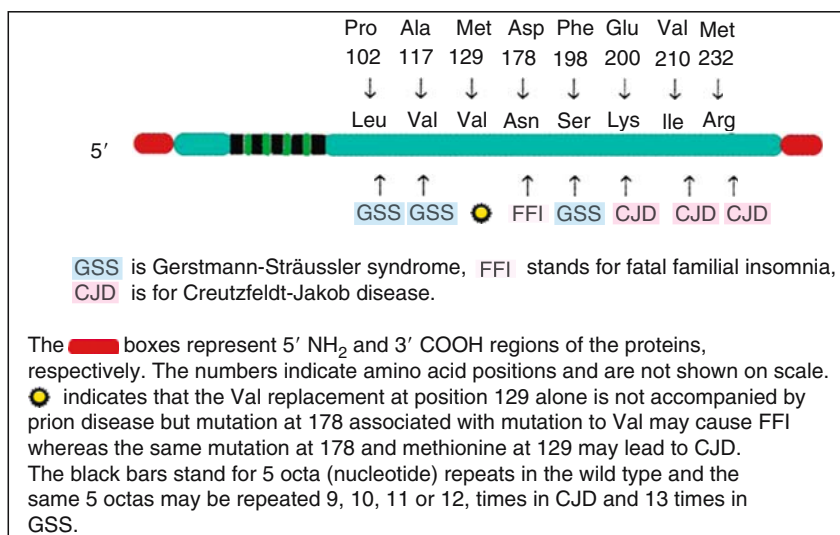 Pro Ala Met Asp Phe Glu Val Met
102 117 129 178 198 200 210 232
↓ ↓ ↓ ↓ ↓ ↓ ↓ ↓
Leu Val Val Asn Ser Lys Ile Arg
5′
↑ ↑ ↑ ↑ ↑ ↑ ↑
GSS GSS FFI GSS CJD CJD CJD
GSS is Gerstmann-Sträussler syndrome, FFI stands for fatal familial insomnia,
CJD is for Creutzfeldt-Jakob disease.
The boxes represent 5′ NH₂ and 3′ COOH regions of the proteins,
respectively. The numbers indicate amino acid positions and are not shown on scale.
indicates that the Val replacement at position 129 alone is not accompanied by
prion disease but mutation at 178 associated with mutation to Val may cause FFI
whereas the same mutation at 178 and methionine at 129 may lead to CJD.
The black bars stand for 5 octa (nucleotide) repeats in the wild type and the
same 5 octas may be repeated 9, 10, 11 or 12, times in CJD and 13 times in
GSS.